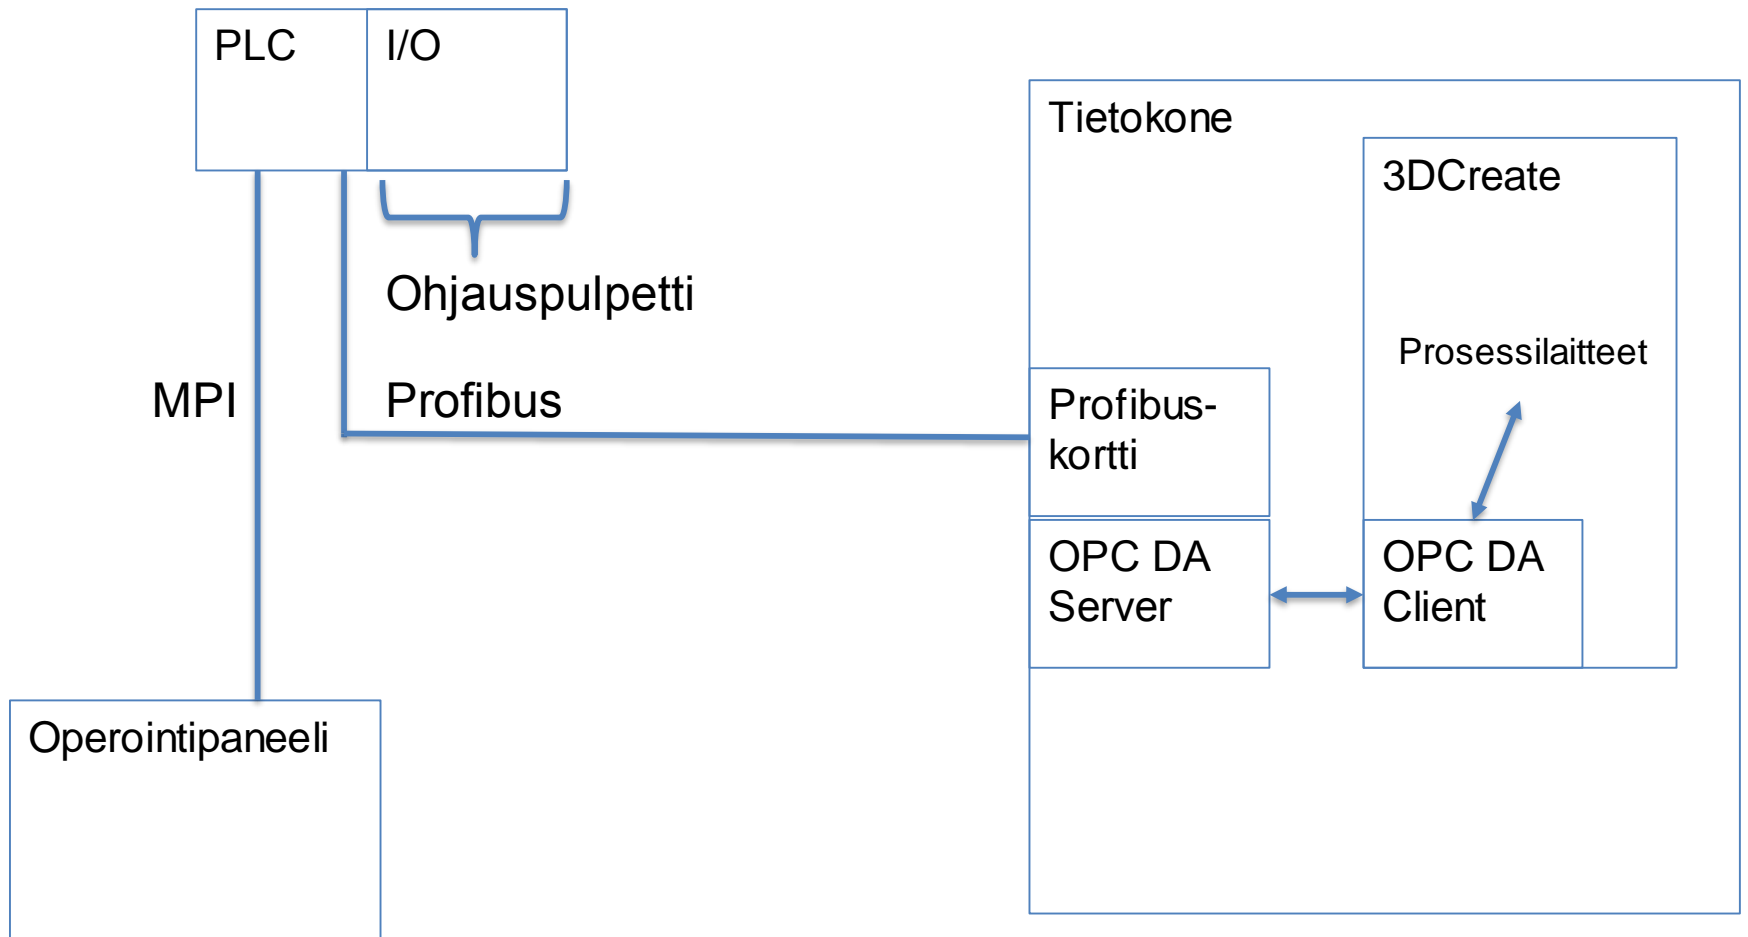 PLC
I/O
Tietokone
3DCreate
Ohjauspulpetti
Prosessilaitteet
MPI
Profibus
Profibus-
kortti
OPC DA
Server
OPC DA
Client
Operointipaneeli